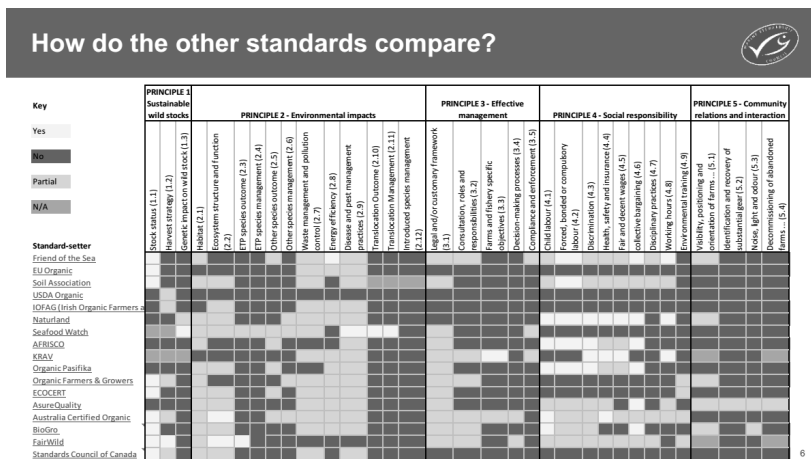 How do the other standards compare?
Key
Yes
No
Partial
N/A
PRINCIPLE 1
Sustainable
wild stocks
PRINCIPLE 2 - Environmental impacts
PRINCIPLE 3 - Effective
management
PRINCIPLE 4 - Social responsibility
PRINCIPLE 5 - Community
relations and interaction
Stock status (1.1)
Harvest strategy (1.2)
Genetic impact on wild stock (1.3)
Habitat (2.1)
Ecosystem structure and function
(2.2)
ETP species outcome (2.3)
ETP species management (2.4)
Other species outcome (2.5)
Other species management (2.6)
Waste management and pollution
control (2.7)
Energy efficiency (2.8)
Disease and pest management
practices (2.9)
Translocation Outcome (2.10)
Translocation Management (2.11)
Introduced species management
(2.12)
Legal and/or customary framework
(3.1)
Consultation, roles and
responsibilities (3.2)
Farms and fishery specific
objectives (3.3)
Decision-making processes (3.4)
Compliance and enforcement (3.5)
Child labour (4.1)
Forced, bonded or compulsory
labour (4.2)
Discrimination (4.3)
Health, safety and insurance (4.4)
Fair and decent wages (4.5)
collective bargaining (4.6)
Disciplinary practices (4.7)
Working hours (4.8)
Environmental training (4.9)
Visibility, positioning and
orientation of farms ... (5.1)
Identification and recovery of
substantial gear (5.2)
Noise, light and odour (5.3)
Decommissioning of abandoned
farms ... (5.4)
Standard-setter
Friend of the Sea
EU Organic
Soil Association
USDA Organic
IOFAG (Irish Organic Farmers a
Naturland
Seafood Watch
AFRISCO
KRAV
Organic Pasifika
Organic Farmers & Growers
ECOCERT
AsureQuality
Australia Certified Organic
BioGro
FairWild
Standards Council of Canada
6